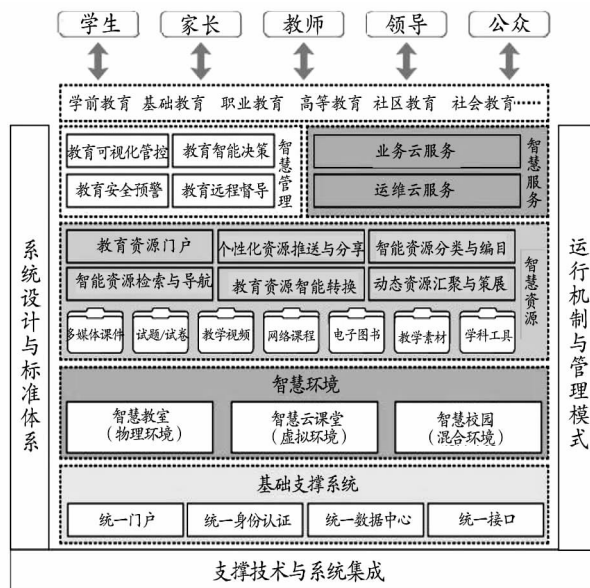 学生 家长 教师 领导 公众
学前教育 基础教育 职业教育 高等教育 社区教育 社会教育……
系统设计与标准体系
教育可视化管控 教育智能决策
教育安全预警 教育远程督导
智慧管理
业务云服务
运维云服务
智慧服务
教育资源门户 个性化资源推送与分享 智能资源分类与编目
智能资源检索与导航 教育资源智能转换 动态资源汇聚与策展
多媒体课件 试题/试卷 教学视频 网络课程 电子图书 教学素材 学科工具
智慧资源
智慧环境
智慧教室 智慧云课堂 智慧校园
(物理环境) (虚拟环境) (混合环境)
基础支撑系统
统一门户 统一身份认证 统一数据中心 统一接口
运行机制与管理模式
支撑技术与系统集成